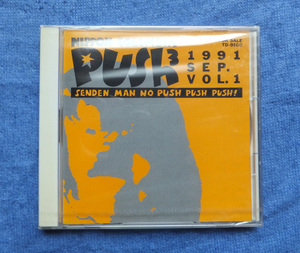 PUSH
1991
SEP.
VOL.1
SENDEN MAN NO PUSH PUSH PUSH!